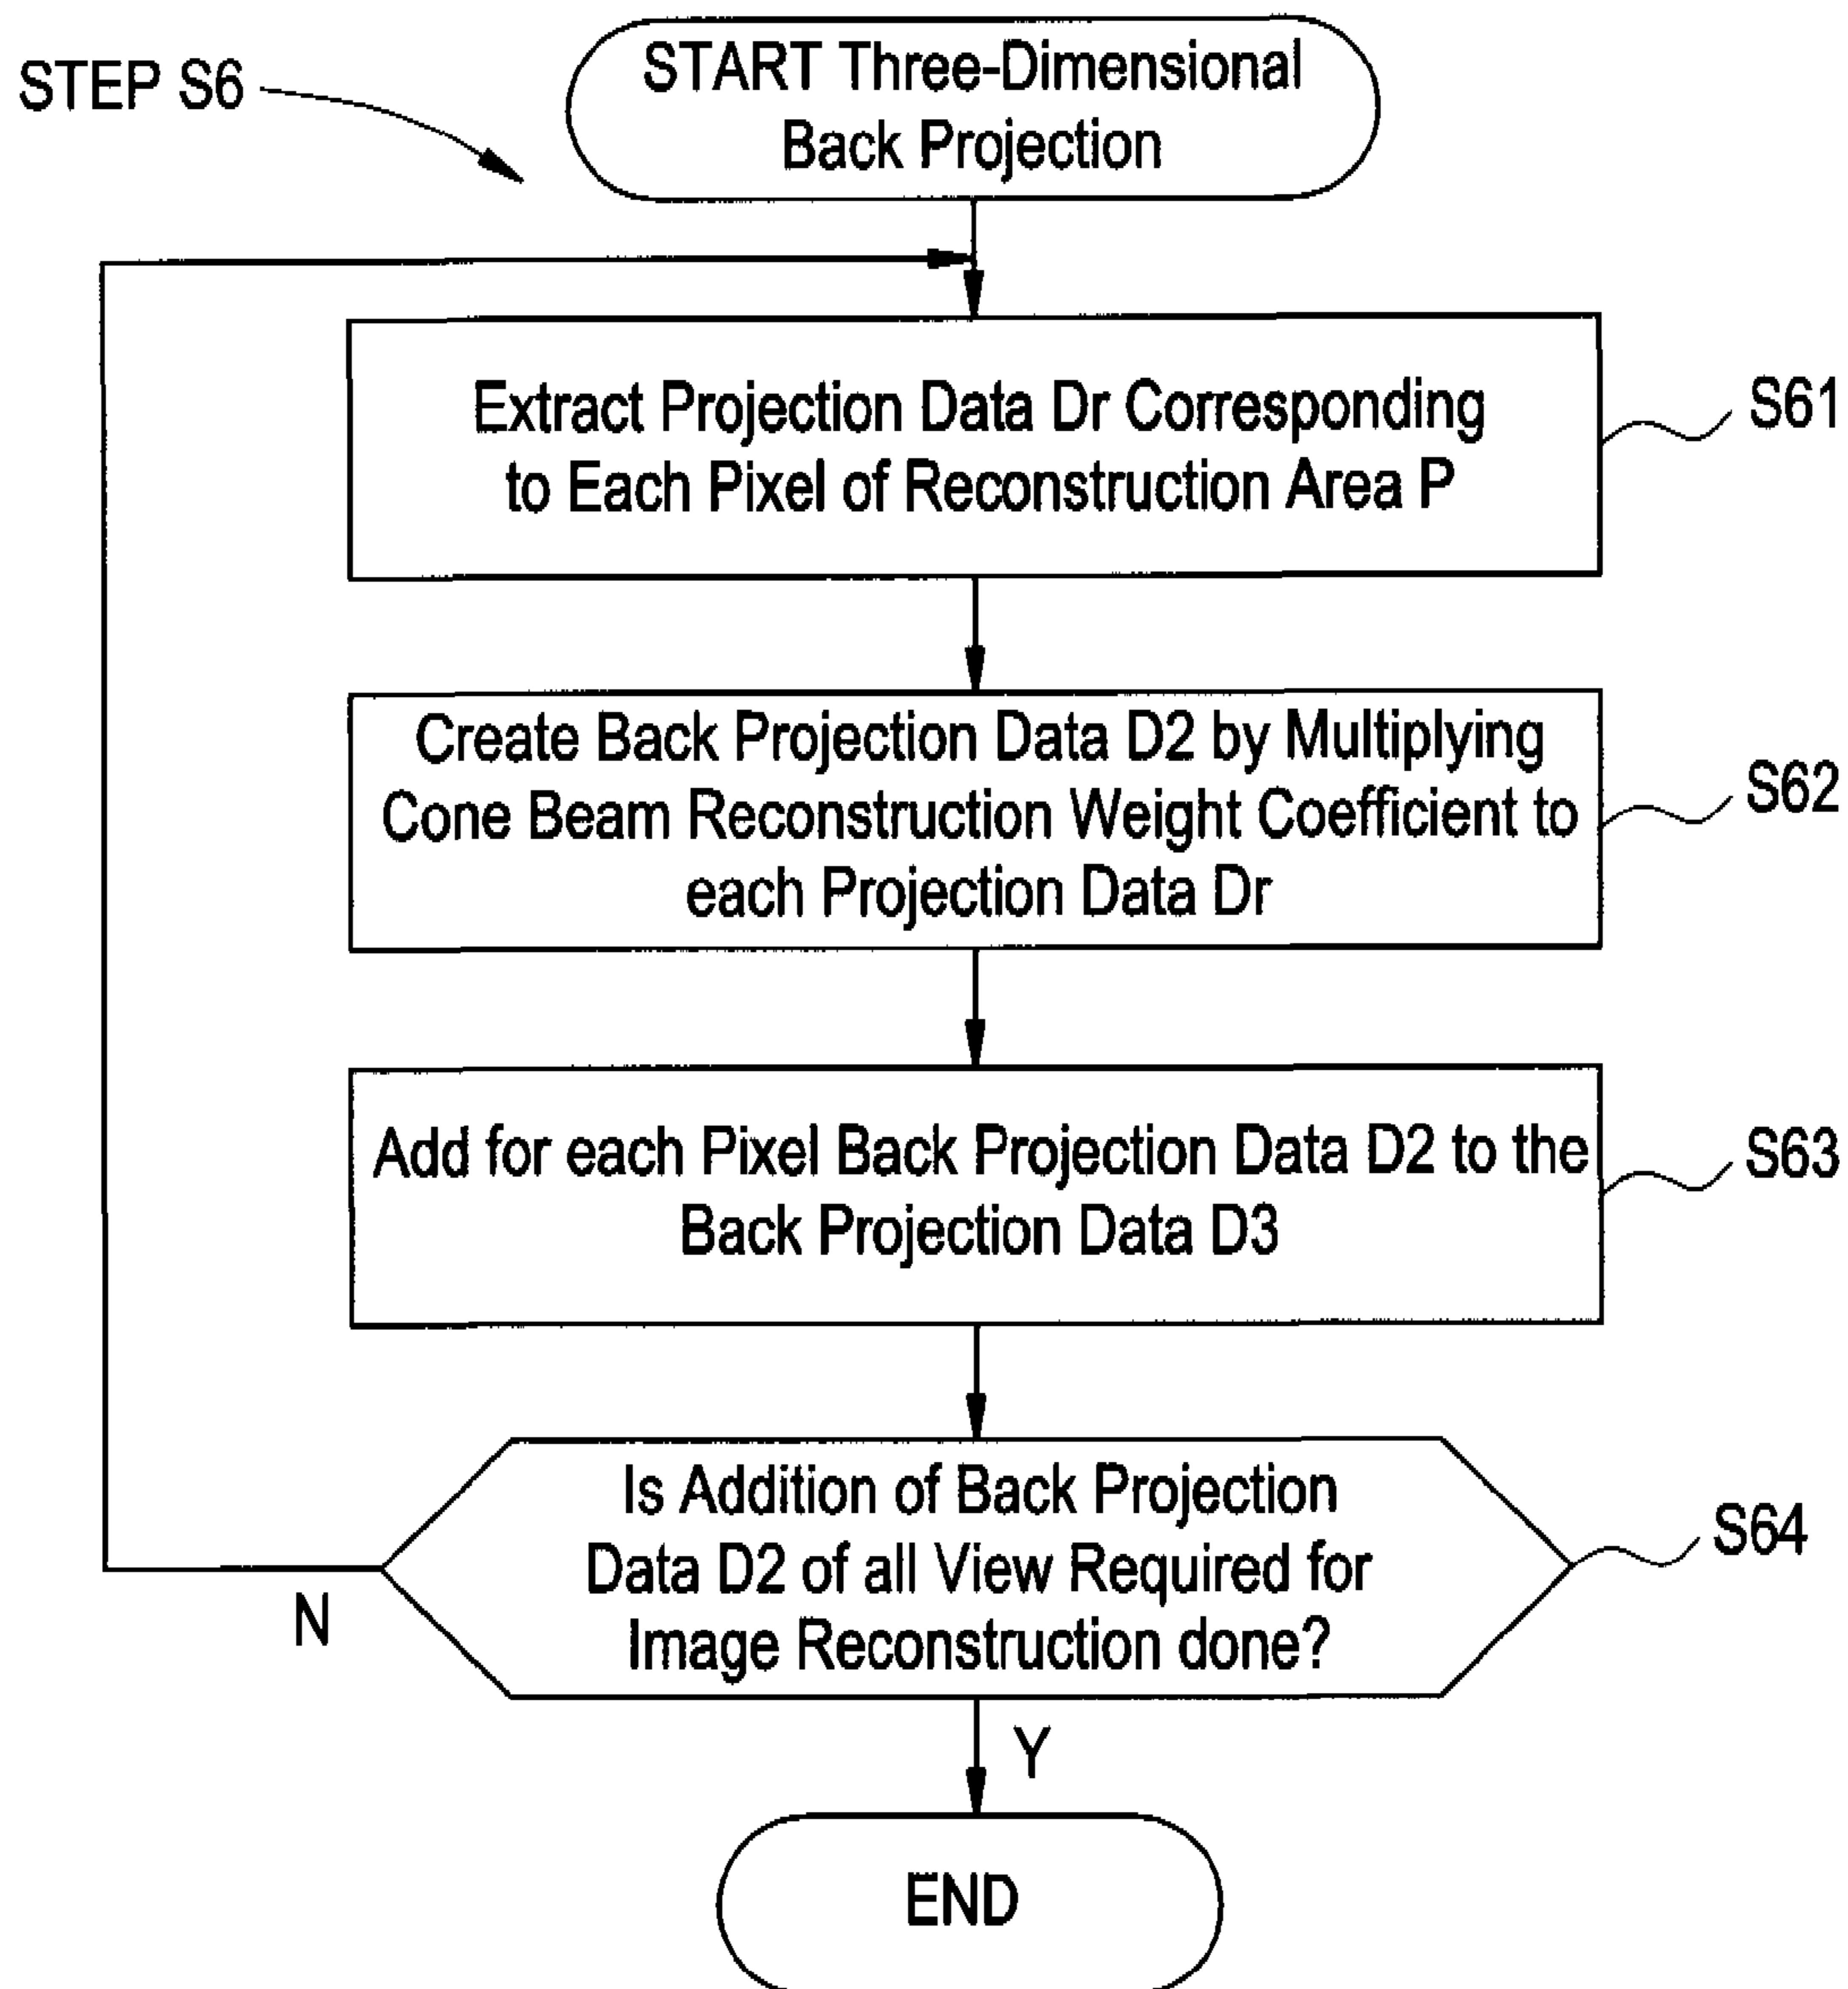 STEP S6
START Three-Dimensional
Back Projection
Extract Projection Data Dr Corresponding
to Each Pixel of Reconstruction Area P
S61
Create Back Projection Data D2 by Multiplying
Cone Beam Reconstruction Weight Coefficient to
each Projection Data Dr
S62
Add for each Pixel Back Projection Data D2 to the
Back Projection Data D3
S63
Is Addition of Back Projection
Data D2 of all View Required for
Image Reconstruction done?
S64
N
Y
END